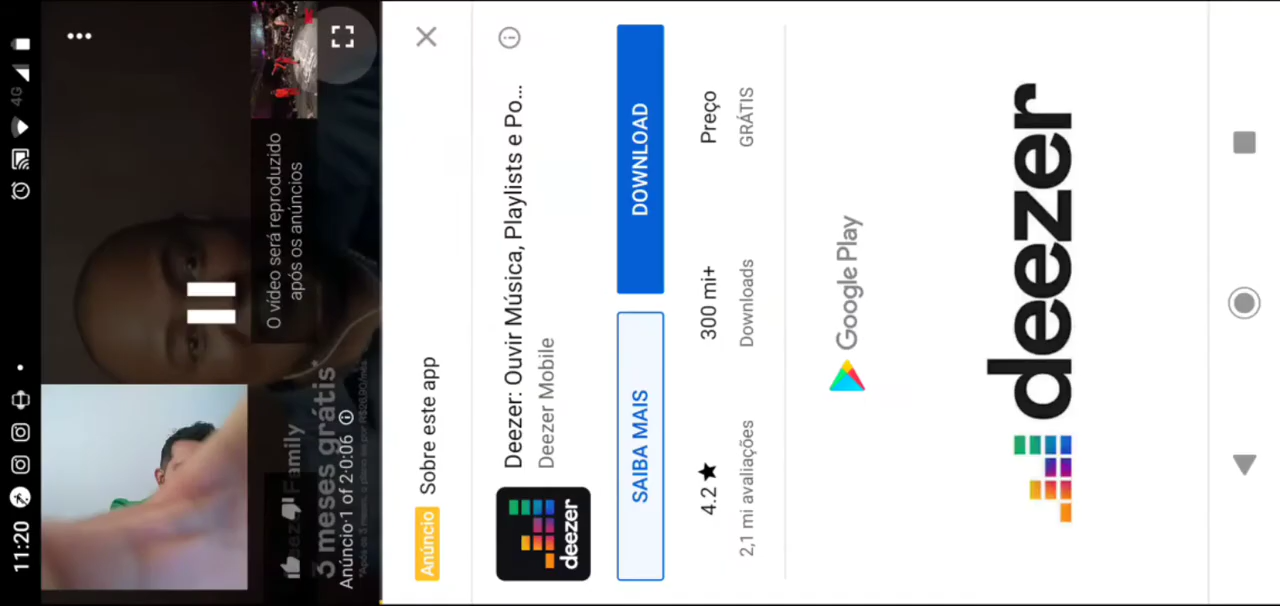 11:20
4G
O vídeo será reproduzido
após os anúncios
Family
3 meses grátis*
Anúncio·1 of 2·0:06
Anúncio
Sobre este app
Deezer: Ouvir Música, Playlists e Po...
Deezer Mobile
deezer
SAIBA MAIS
DOWNLOAD
4.2 ★
300 mi+
Preço
2,1 mi avaliações
Downloads
GRÁTIS
Google Play
deezer